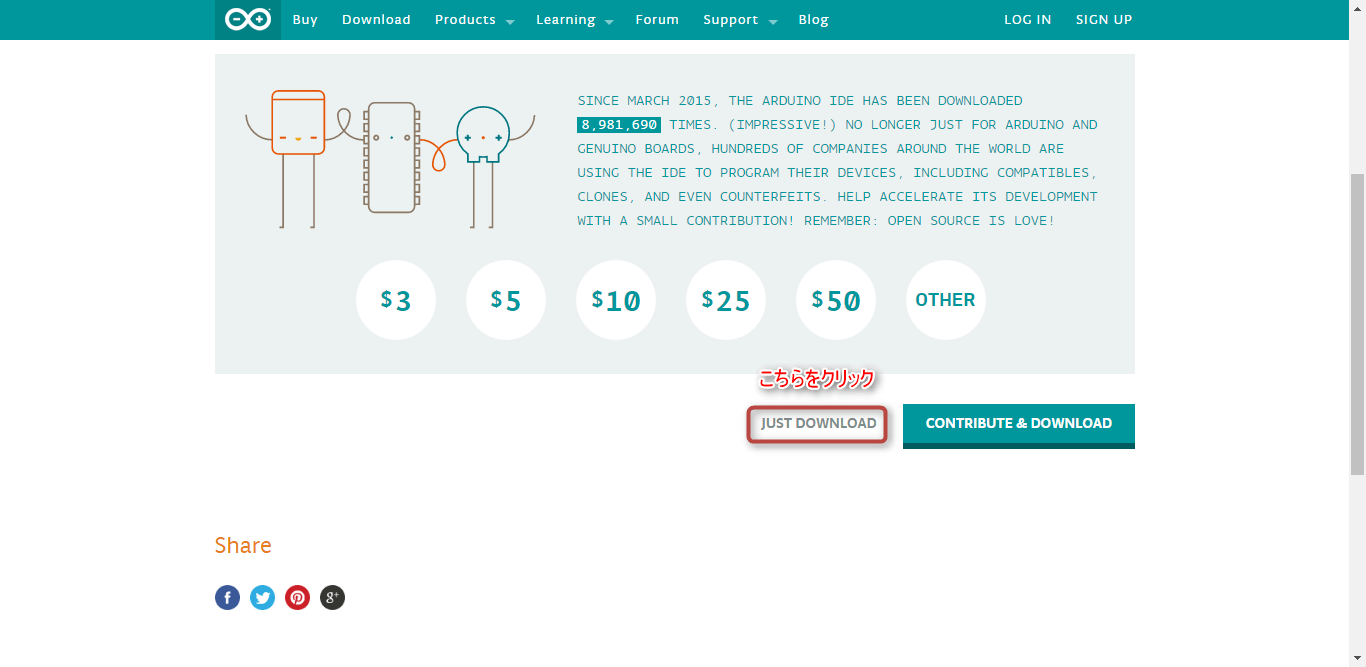 Buy Download Products Learning Forum Support Blog LOG IN SIGN UP
SINCE MARCH 2015, THE ARDUINO IDE HAS BEEN DOWNLOADED
8,981,690 TIMES. (IMPRESSIVE!) NO LONGER JUST FOR ARDUINO AND
GENUINO BOARDS, HUNDREDS OF COMPANIES AROUND THE WORLD ARE
USING THE IDE TO PROGRAM THEIR DEVICES, INCLUDING COMPATIBLES,
CLONES, AND EVEN COUNTERFEITS. HELP ACCELERATE ITS DEVELOPMENT
WITH A SMALL CONTRIBUTION! REMEMBER: OPEN SOURCE IS LOVE!
$3 $5 $10 $25 $50 OTHER
こちらをクリック
JUST DOWNLOAD CONTRIBUTE & DOWNLOAD
Share